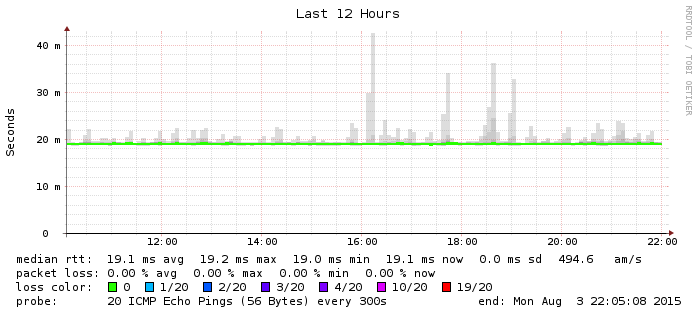 Last 12 Hours
RRDTOOL / TOBI OETIKER
Seconds
40 m
30 m
20 m
10 m
0
12:00 14:00 16:00 18:00 20:00 22:00
median rtt: 19.1 ms avg 19.2 ms max 19.0 ms min 19.1 ms now 0.0 ms sd 494.6 am/s
packet loss: 0.00 % avg 0.00 % max 0.00 % min 0.00 % now
loss color: 0 1/20 2/20 3/20 4/20 10/20 19/20
probe: 20 ICMP Echo Pings (56 Bytes) every 300s end: Mon Aug 3 22:05:08 2015